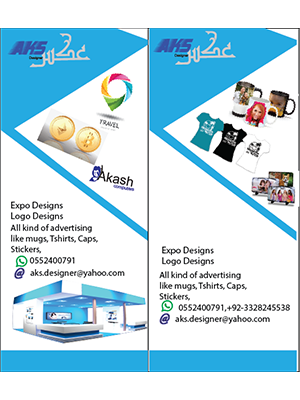 AKS عکس
Designer
TRAVEL
Akash
computers
Expo Designs
Logo Designs
All kind of advertising
like mugs, Tshirts, Caps,
Stickers,
0552400791
aks.designer@yahoo.com
AKS عکس
Designer
Expo Designs
Logo Designs
All kind of advertising
like mugs, Tshirts, Caps,
Stickers,
0552400791,+92-3328245538
aks.designer@yahoo.com